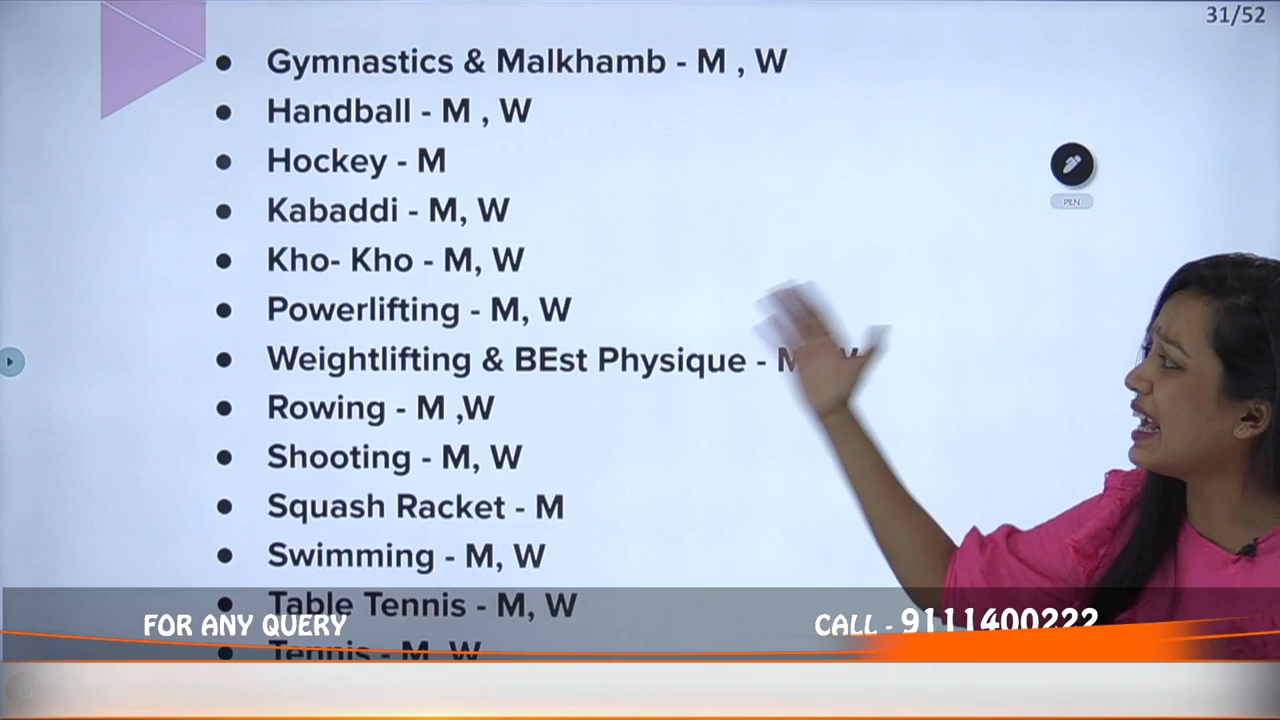 31/52
• Gymnastics & Malkhamb - M , W
• Handball - M , W
• Hockey - M
• Kabaddi - M, W
• Kho- Kho - M, W
PEN
• Powerlifting - M, W
• Weightlifting & BEst Physique -
• Rowing - M ,W
• Shooting - M, W
• Squash Racket - M
• Swimming - M, W
• Table Tennis - M, W
FOR ANY QUERY
CALL - 9111400222
• Tennis - M, W